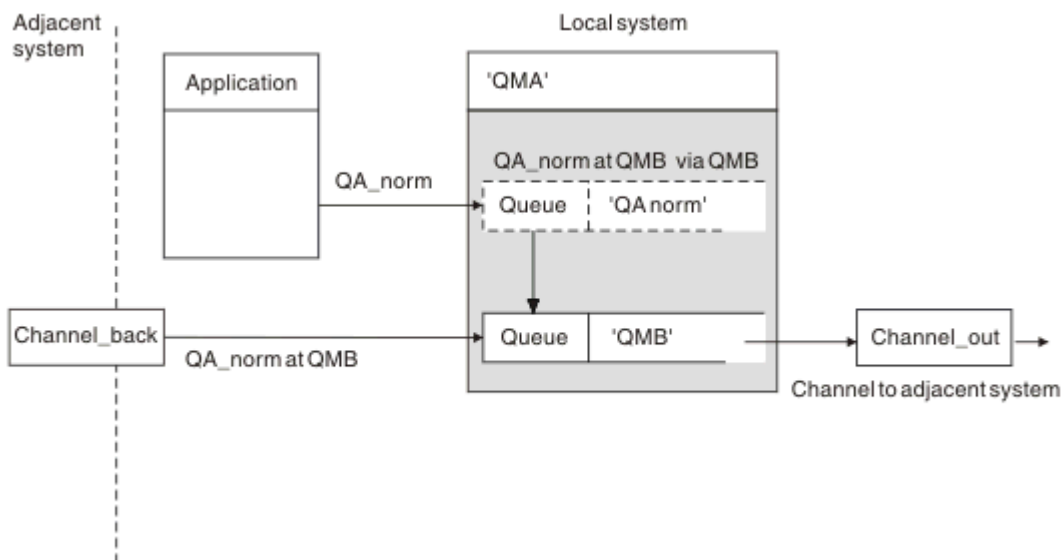 Adjacent
system
Local system
Application
'QMA'
QA_norm at QMB via QMB
QA_norm
Queue
'QA norm'
Channel_back
QA_norm at QMB
Queue
'QMB'
Channel_out
Channel to adjacent system